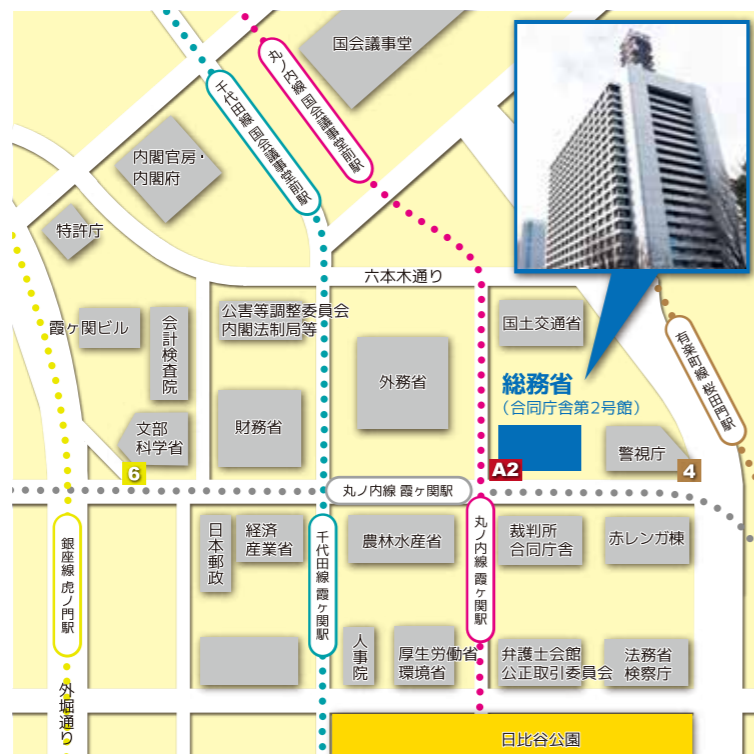 国会議事堂
丸ノ内線 国会議事堂前駅
千代田線 国会議事堂前駅
内閣官房・
内閣府
特許庁
六本木通り
霞ヶ関ビル
会計検査院
公害等調整委員会
内閣法制局等
国土交通省
有楽町線 桜田門駅
外務省
総務省
（合同庁舎第2号館）
文部
科学省
財務省
警視庁
6
A2
4
丸ノ内線 霞ヶ関駅
銀座線 虎ノ門駅
日本郵政
経済
産業省
千代田線 霞ヶ関駅
農林水産省
丸ノ内線 霞ヶ関駅
裁判所
合同庁舎
赤レンガ棟
人事院
厚生労働省
環境省
弁護士会館
公正取引委員会
法務省
検察庁
外堀通り
日比谷公園